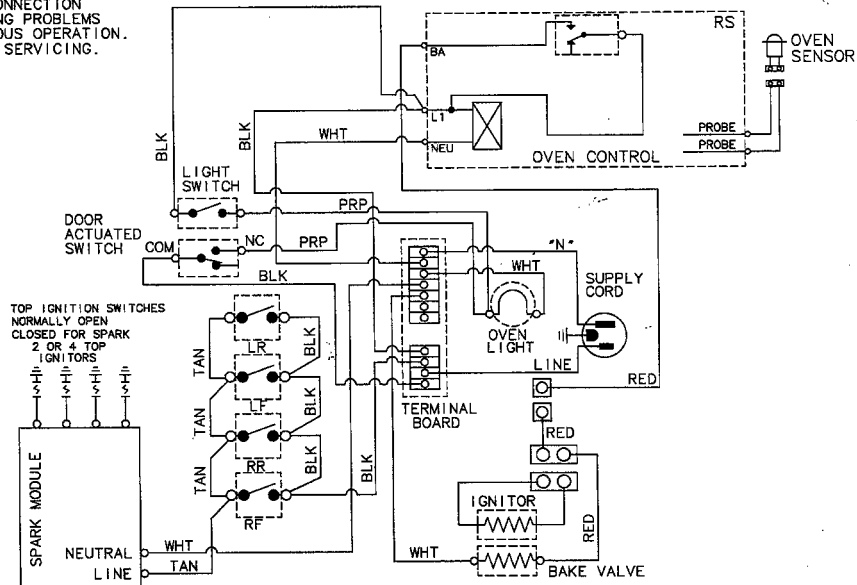 ONNECTION
NG PROBLEMS
OUS OPERATION.
SERVICING.
RS
OVEN
SENSOR
BA
L1
NEU
PROBE
PROBE
OVEN CONTROL
BLK
BLK
WHT
LIGHT
SWITCH
DOOR
ACTUATED
SWITCH
COM
NC
PRP
PRP
BLK
"N"
WHT
SUPPLY
CORD
OVEN
LIGHT
LINE
RED
TERMINAL
BOARD
TOP IGNITION SWITCHES
NORMALLY OPEN
CLOSED FOR SPARK
2 OR 4 TOP
IGNITORS
TAN
LR
BLK
LF
TAN
BLK
RR
TAN
BLK
RF
BLK
RED
IGNITOR
RED
WHT
BAKE VALVE
SPARK MODULE
NEUTRAL
WHT
LINE
TAN